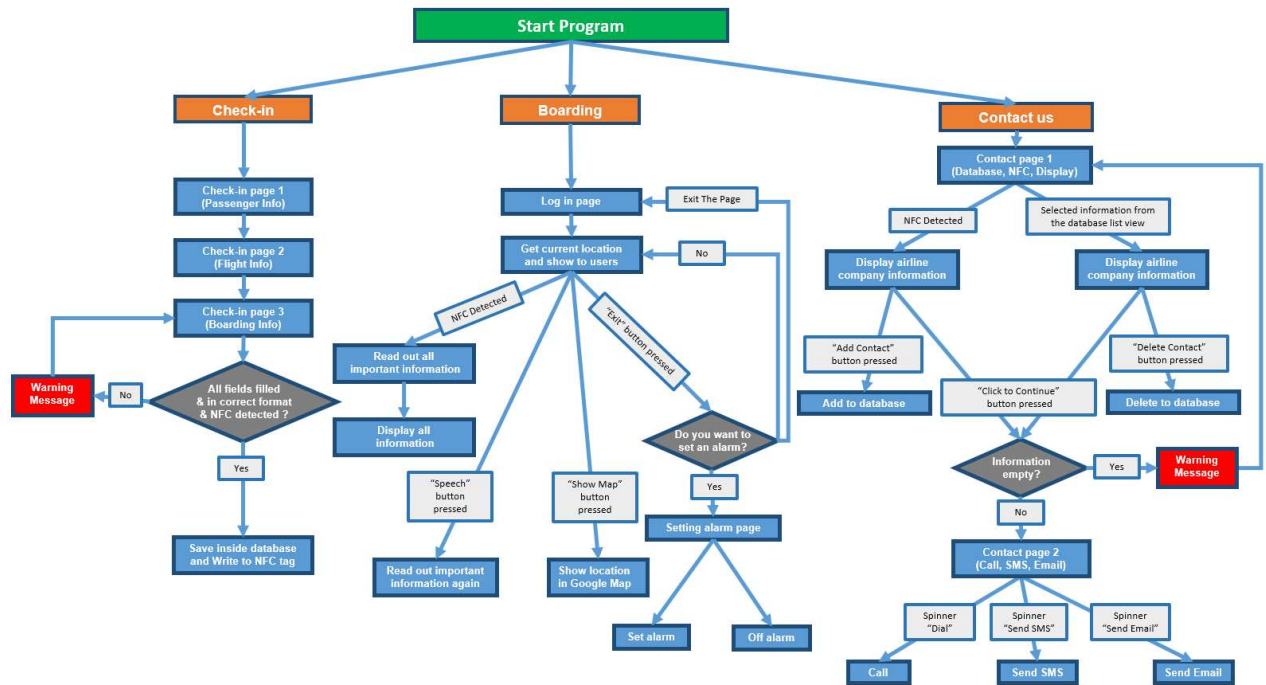 Start Program
Check-in
Boarding
Contact us
Check-in page 1
(Passenger Info)
Check-in page 2
(Flight Info)
Check-in page 3
(Boarding Info)
All fields filled
& in correct format
& NFC detected ?
No
Warning
Message
Yes
Save inside database
and Write to NFC tag
Log in page
Exit The Page
Get current location
and show to users
No
NFC Detected
"Exit" button pressed
Read out all
important information
Display all
information
"Speech"
button
pressed
Read out important
information again
"Show Map"
button
pressed
Show location
in Google Map
Do you want to
set an alarm?
Yes
Setting alarm page
Set alarm
Off alarm
Contact page 1
(Database, NFC, Display)
NFC Detected
Selected information from
the database list view
Display airline
company information
Display airline
company information
"Add Contact"
button pressed
"Delete Contact"
button pressed
Add to database
"Click to Continue"
button pressed
Delete to database
Information
empty?
Yes
Warning
Message
No
Contact page 2
(Call, SMS, Email)
Spinner
"Dial"
Spinner
"Send SMS"
Spinner
"Send Email"
Call
Send SMS
Send Email